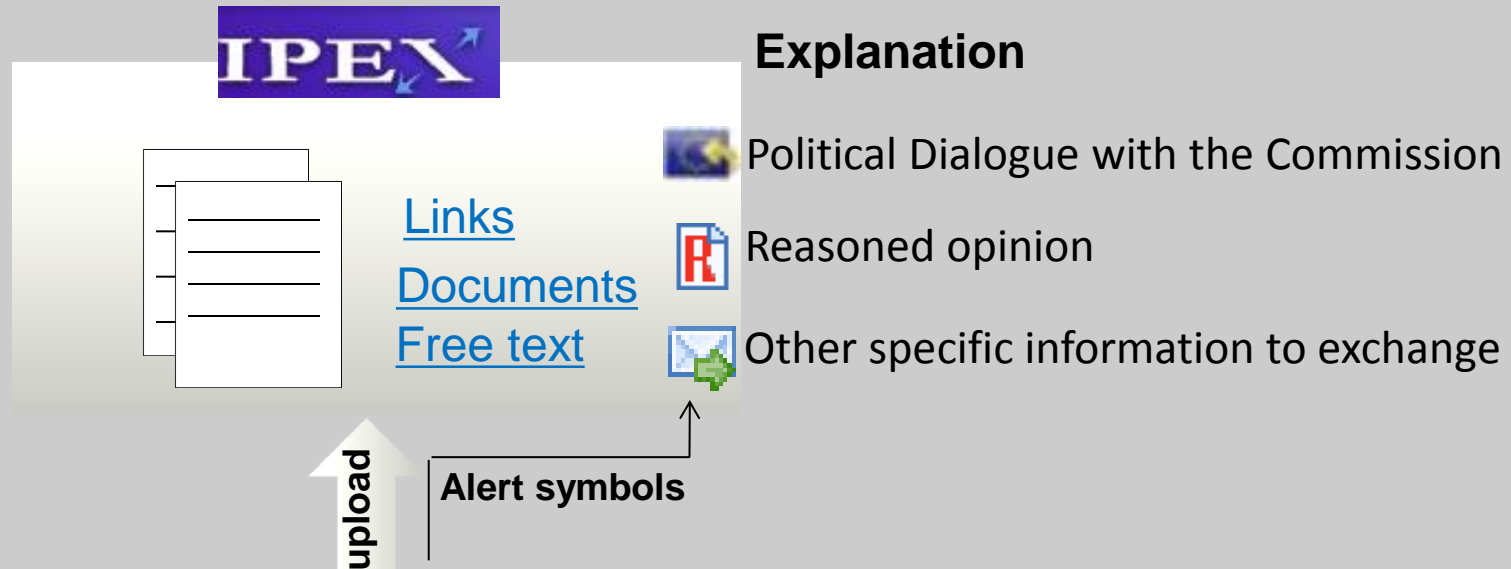 IPEX
Explanation
Political Dialogue with the Commission
Links
R Reasoned opinion
Documents
Free text
Other specific information to exchange
upload
Alert symbols